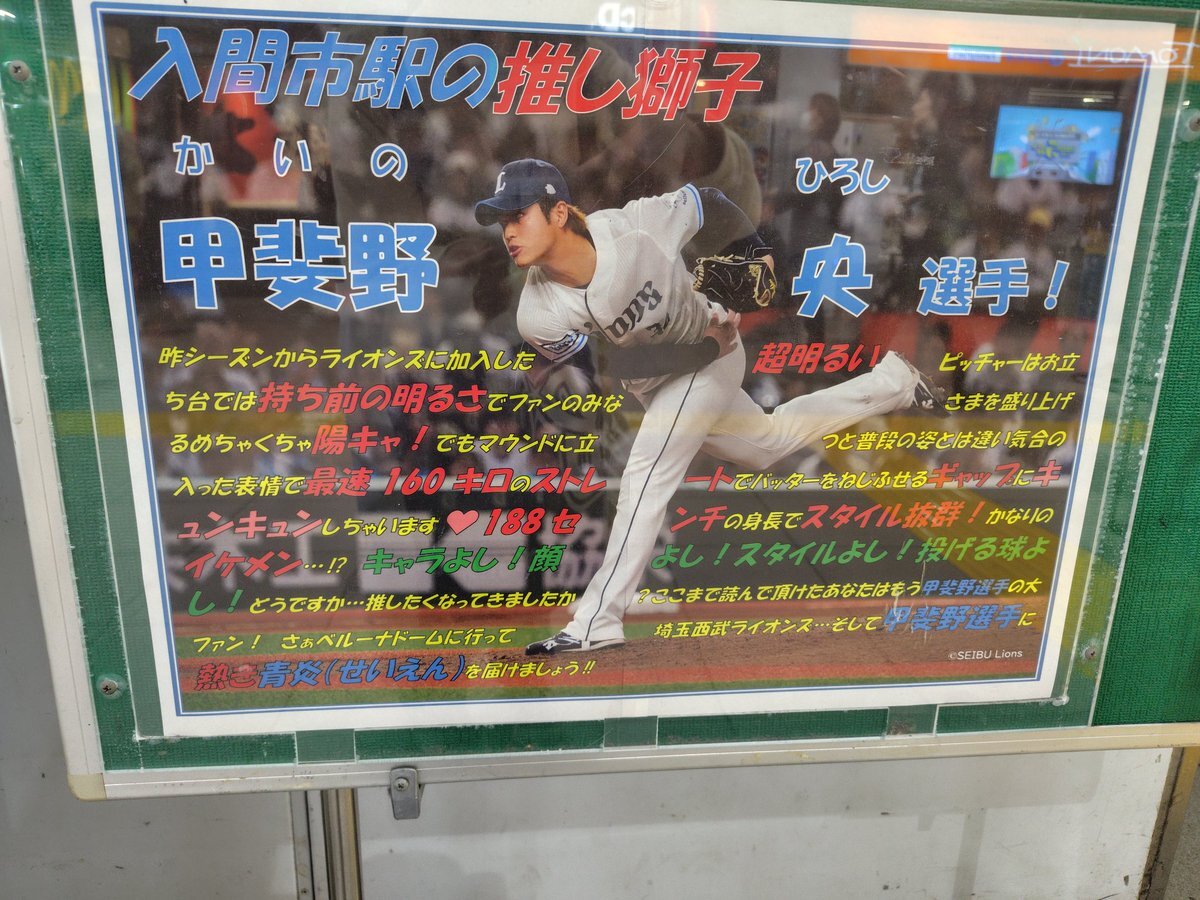 入間市駅の推し獅子
かいの ひろし
甲斐野 央 選手！
昨シーズンからライオンズに加入した 超明るい ピッチャーはお立
ち台では持ち前の明るさでファンのみな さまを盛り上げ
るめちゃくちゃ陽キャ！でもマウンドに立 つと普段の姿とは違い気合の
入った表情で最速 160 キロのストレ ートでバッターをねじふせるギャップにキ
ュンキュンしちゃいます♥188 セ ンチの身長でスタイル抜群！かなりの
イケメン…!? キャラよし！顔 よし！スタイルよし！投げる球よ
し！どうですか…推したくなってきましたか ？ここまで読んで頂けたあなたはもう甲斐野選手の大
ファン！ さぁベルーナドームに行って 埼玉西武ライオンズ…そして甲斐野選手に
熱き青炎(せいえん)を届けましょう!!
©SEIBU Lions
L
Lions